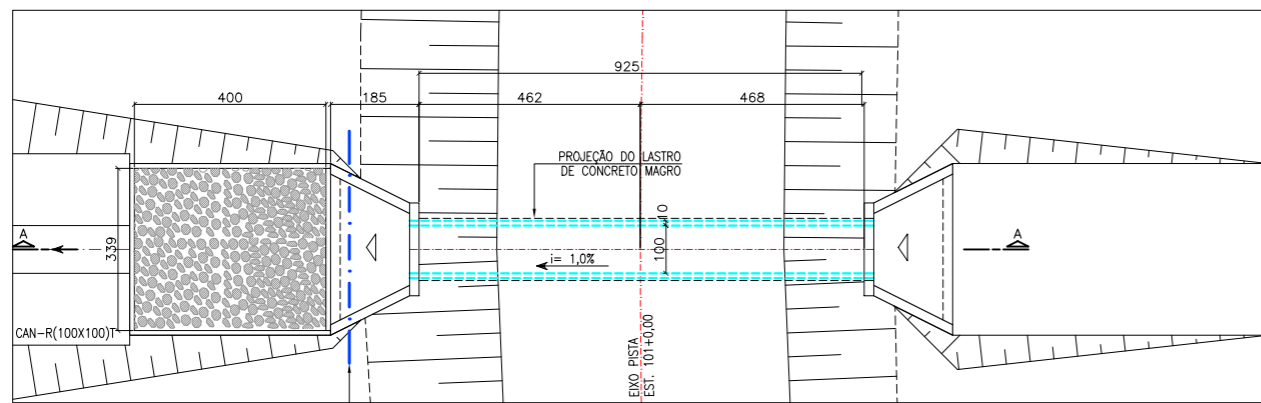 925
400
185
462
468
PROJEÇÃO DO LASTRO
DE CONCRETO MAGRO
10
A
339
100
A
i= 1,0%
CAN-R(100X100)T
EIXO PISTA
EST. 101+0,00